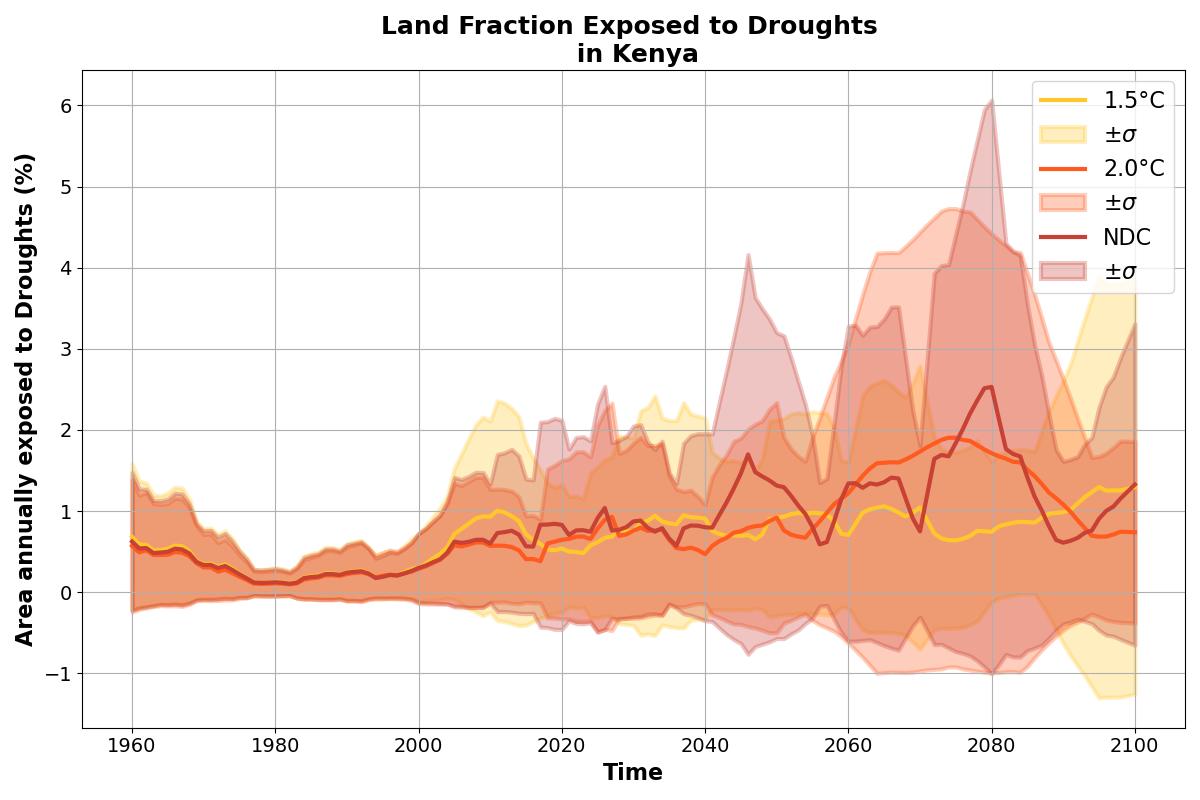 Land Fraction Exposed to Droughts
in Kenya
Area annually exposed to Droughts (%)
6
5
4
3
2
1
0
−1
1960 1980 2000 2020 2040 2060 2080 2100
Time
1.5°C
±σ
2.0°C
±σ
NDC
±σ